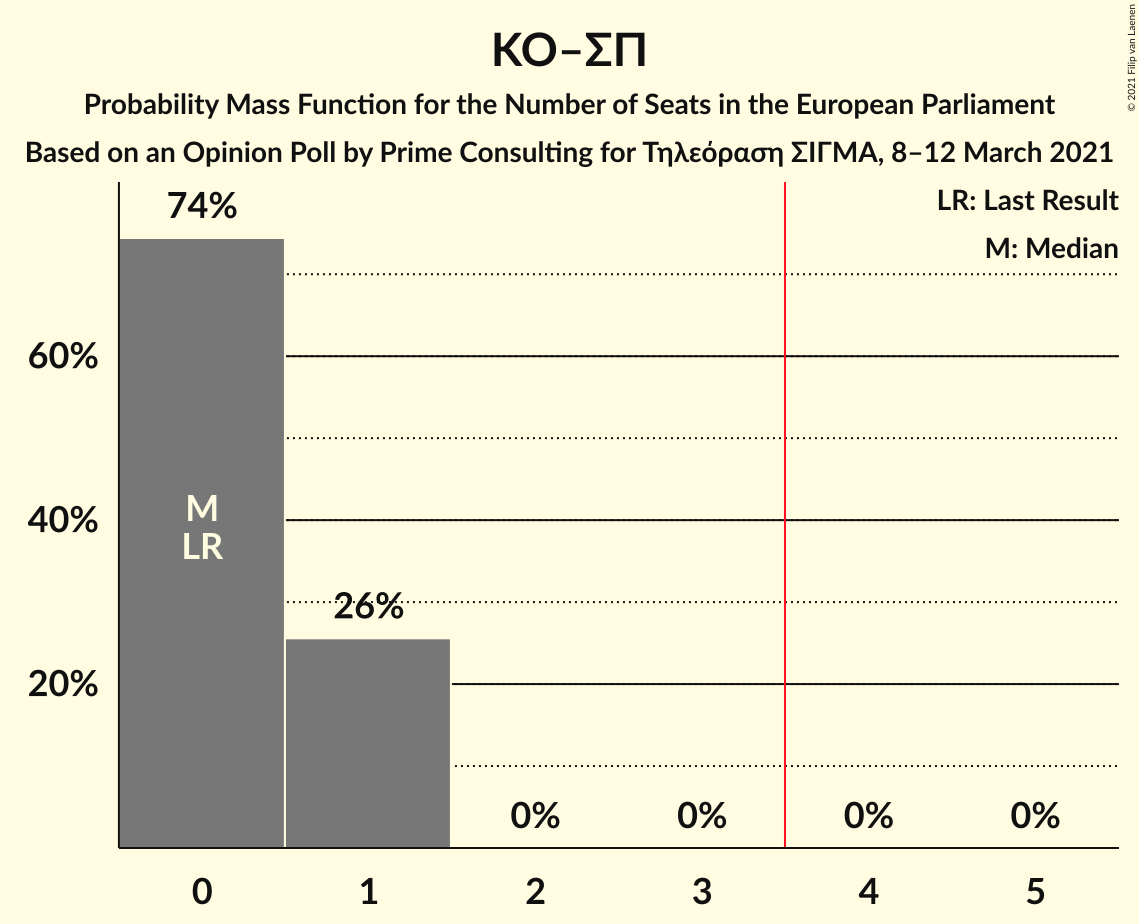 ΚΟ–ΣΠ
Probability Mass Function for the Number of Seats in the European Parliament
Based on an Opinion Poll by Prime Consulting for Τηλεόραση ΣΙΓΜΑ, 8–12 March 2021
© 2021 Filip van Laenen
LR: Last Result
M: Median
74%
60%
40%
20%
M
LR
26%
0%
0%
0%
0%
0
1
2
3
4
5